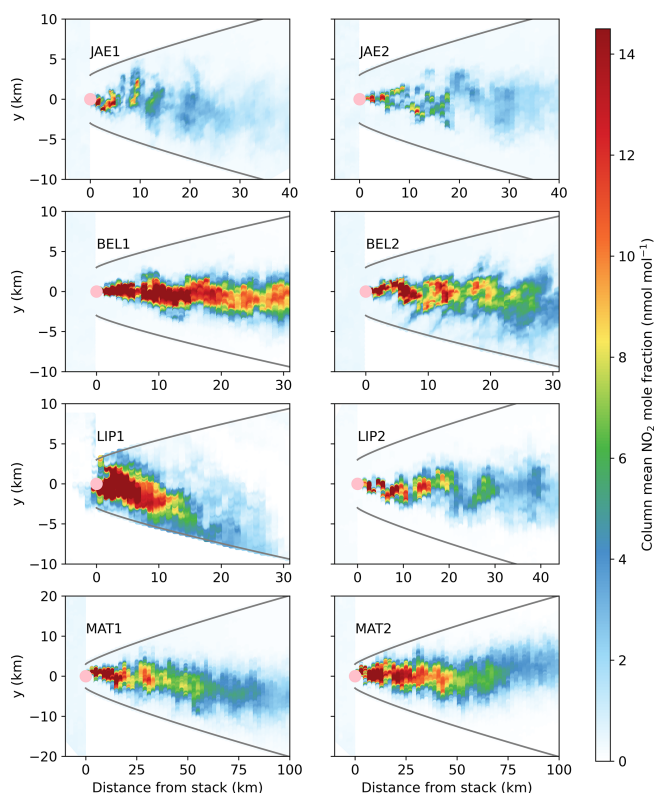 10
5
0
−5
−10
y (km)
JAE1
0 10 20 30 40
JAE2
0 10 20 30 40
10
5
0
−5
−10
y (km)
BEL1
0 10 20 30
BEL2
0 10 20 30
10
5
0
−5
−10
y (km)
LIP1
0 10 20 30
LIP2
0 10 20 30 40
20
10
0
−10
−20
y (km)
MAT1
0 25 50 75 100
Distance from stack (km)
MAT2
0 25 50 75 100
Distance from stack (km)
14
12
10
8
6
4
2
0
Column mean NO₂ mole fraction (nmol mol⁻¹)